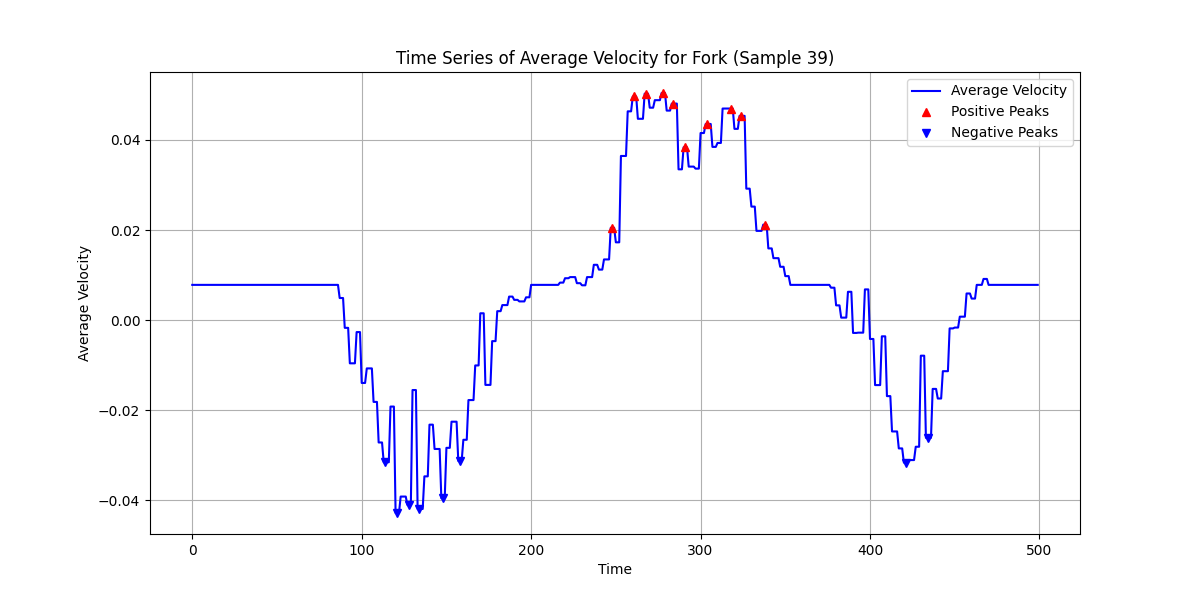 Time Series of Average Velocity for Fork (Sample 39)
Average Velocity
Positive Peaks
Negative Peaks
Average Velocity
0.04
0.02
0.00
−0.02
−0.04
0 100 200 300 400 500
Time